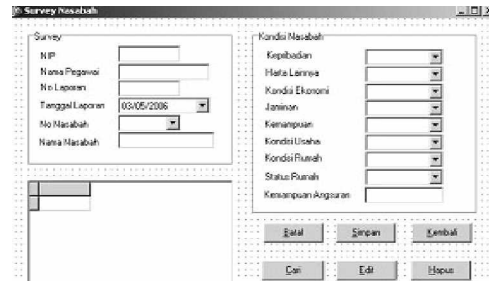 Survey Nasabah
Survey
NIP
Nama Pegawai
No Laporan
Tanggal Laporan 03/05/2006
No Nasabah
Nama Nasabah
Kondisi Nasabah
Kepribadian
Harta Lainnya
Kondisi Ekonomi
Jaminan
Kemampuan
Kondisi Usaha
Kondisi Rumah
Status Rumah
Kemampuan Angsuran
Batal Simpan Kembali
Cari Edit Hapus